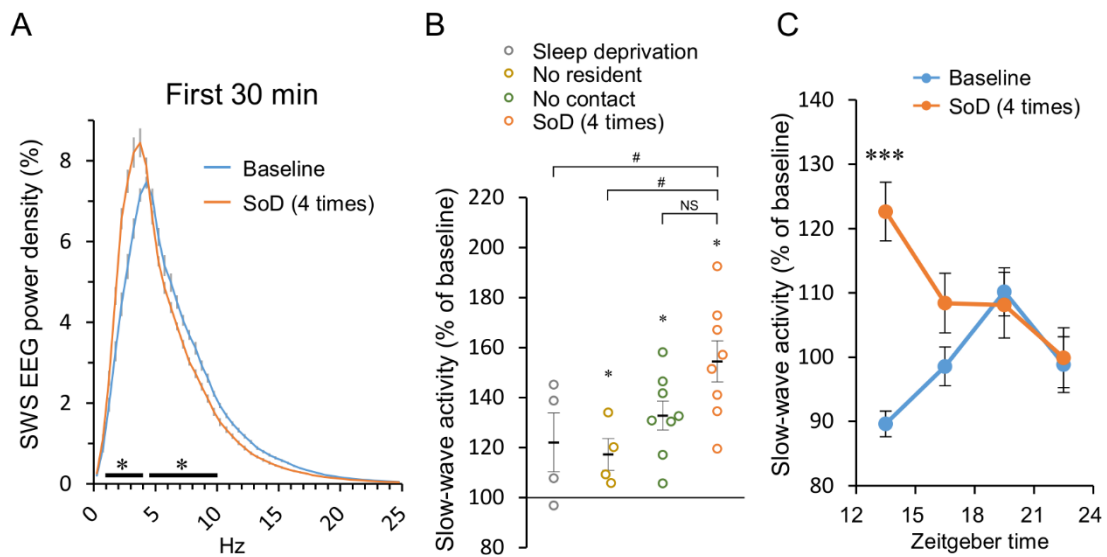 A
First 30 min
Baseline
SoD (4 times)
SWS EEG power density (%)
8
6
4
2
0
*
*
0
5
10
15
20
25
Hz
B
Sleep deprivation
No resident
No contact
SoD (4 times)
#
#
NS
*
*
*
Slow-wave activity (% of baseline)
220
200
180
160
140
120
100
80
C
Baseline
SoD (4 times)
***
Slow-wave activity (% of baseline)
140
130
120
110
100
90
80
12
15
18
21
24
Zeitgeber time